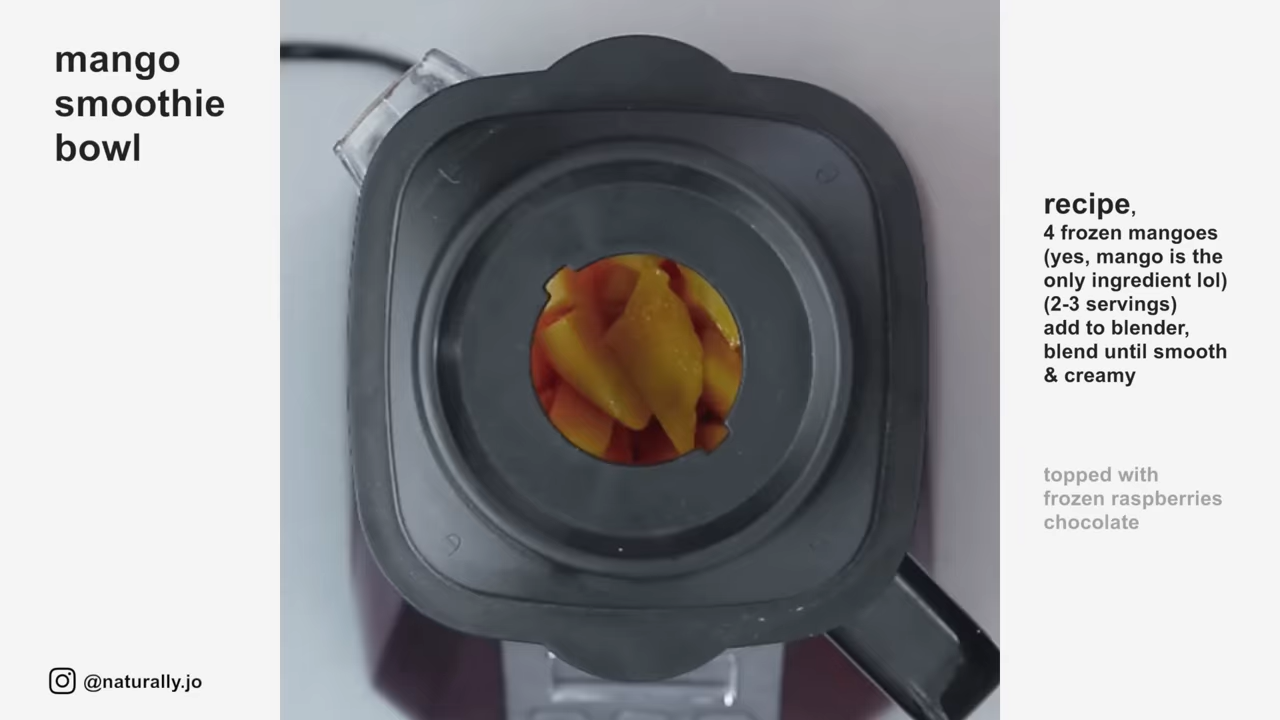 mango
smoothie
bowl
recipe,
4 frozen mangoes
(yes, mango is the
only ingredient lol)
(2-3 servings)
add to blender,
blend until smooth
& creamy
topped with
frozen raspberries
chocolate
@naturally.jo